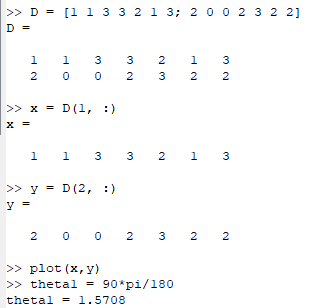 >> D = [1 1 3 3 2 1 3; 2 0 0 2 3 2 2]
D =
1 1 3 3 2 1 3
2 0 0 2 3 2 2
>> x = D(1, :)
x =
1 1 3 3 2 1 3
>> y = D(2, :)
y =
2 0 0 2 3 2 2
>> plot(x,y)
>> theta1 = 90*pi/180
theta1 = 1.5708